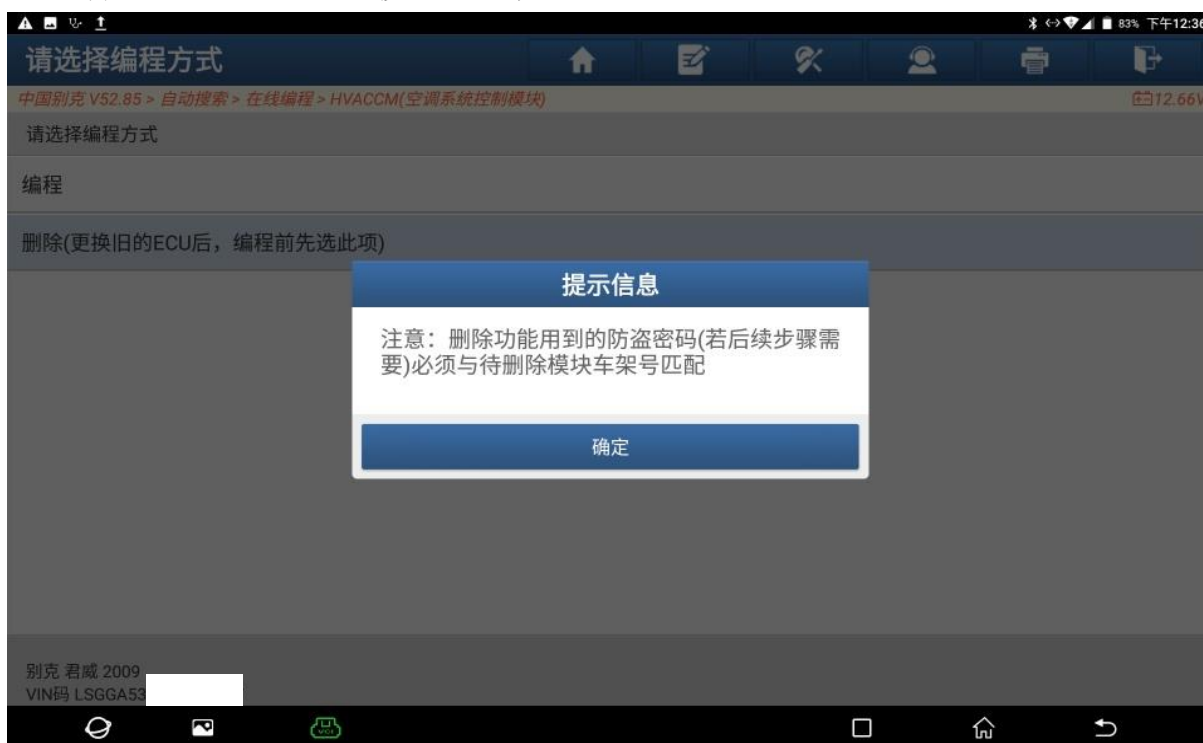 83% 下午12:36
请选择编程方式
中国别克 V52.85 > 自动搜索 > 在线编程 > HVACCM(空调系统控制模块)
12.66V
请选择编程方式
编程
删除(更换旧的ECU后，编程前先选此项)
提示信息
注意：删除功能用到的防盗密码(若后续步骤需
要)必须与待删除模块车架号匹配
确定
别克 君威 2009
VIN码 LSGGA53
VCI